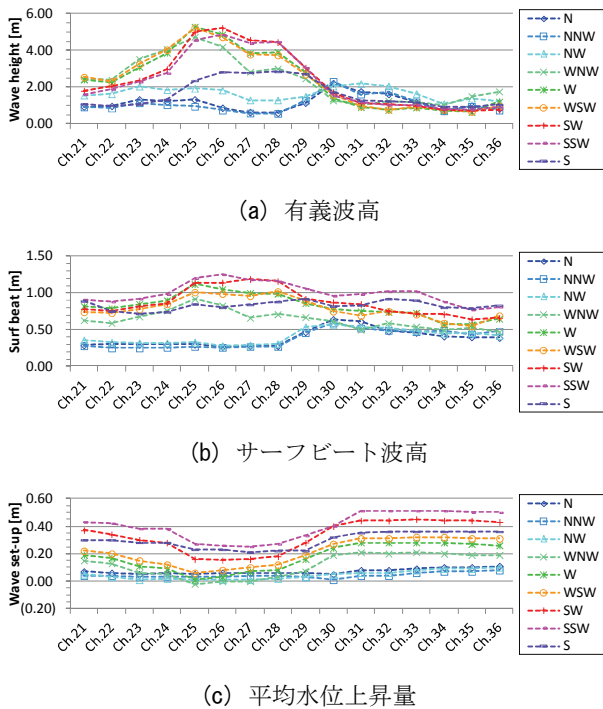 Wave height [m]
6.00
4.00
2.00
0.00
Ch.21 Ch.22 Ch.23 Ch.24 Ch.25 Ch.26 Ch.27 Ch.28 Ch.29 Ch.30 Ch.31 Ch.32 Ch.33 Ch.34 Ch.35 Ch.36
N
NNW
NW
WNW
W
WSW
SW
SSW
S
(a) 有義波高
Surf beat [m]
1.50
1.00
0.50
0.00
Ch.21 Ch.22 Ch.23 Ch.24 Ch.25 Ch.26 Ch.27 Ch.28 Ch.29 Ch.30 Ch.31 Ch.32 Ch.33 Ch.34 Ch.35 Ch.36
N
NNW
NW
WNW
W
WSW
SW
SSW
S
(b) サーフビート波高
Wave set-up [m]
0.60
0.40
0.20
0.00
(0.20)
Ch.21 Ch.22 Ch.23 Ch.24 Ch.25 Ch.26 Ch.27 Ch.28 Ch.29 Ch.30 Ch.31 Ch.32 Ch.33 Ch.34 Ch.35 Ch.36
N
NNW
NW
WNW
W
WSW
SW
SSW
S
(c) 平均水位上昇量